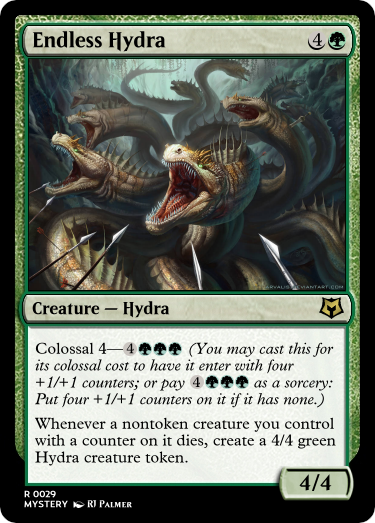 Endless Hydra 4
Creature — Hydra
Colossal 4—4 (You may cast this for
its colossal cost to have it enter with four
+1/+1 counters; or pay 4 as a sorcery:
Put four +1/+1 counters on it if it has none.)
Whenever a nontoken creature you control
with a counter on it dies, create a 4/4 green
Hydra creature token.
4/4
R 0029
MYSTERY RJ PALMER